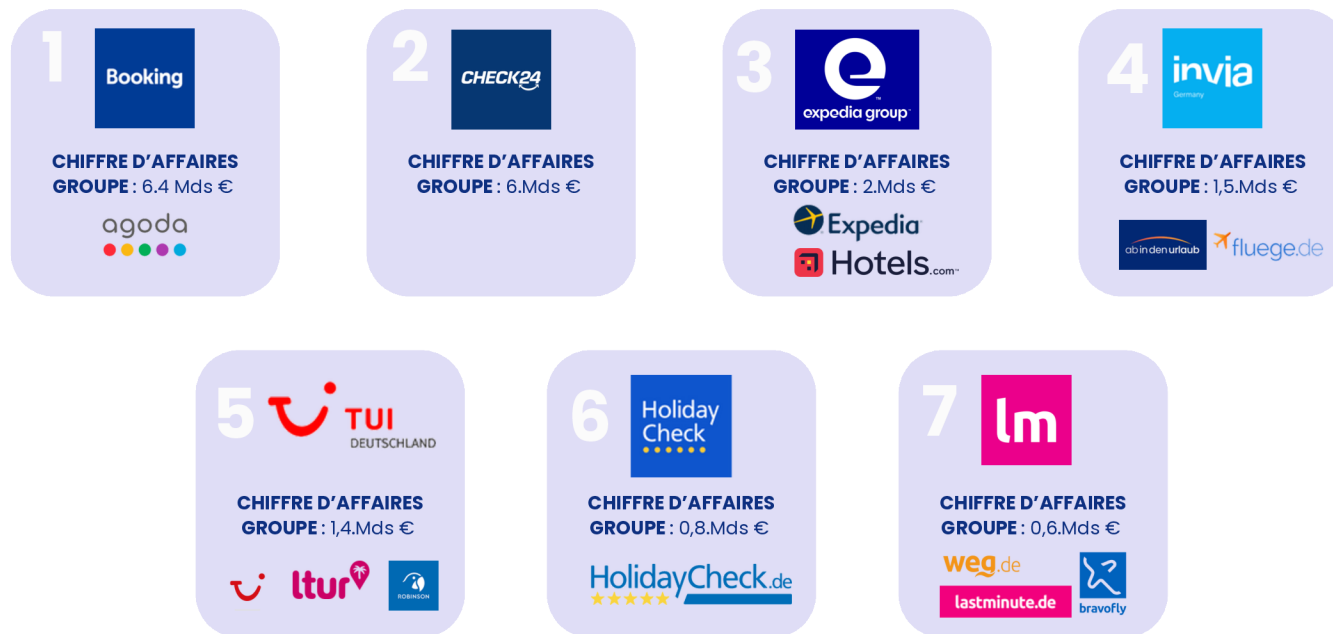 1
Booking
CHIFFRE D’AFFAIRES
GROUPE : 6.4 Mds €
agoda
2
CHECK24
CHIFFRE D’AFFAIRES
GROUPE : 6.Mds €
3
expedia group™
CHIFFRE D’AFFAIRES
GROUPE : 2.Mds €
Expedia
Hotels.com™
4
invia
Germany
CHIFFRE D’AFFAIRES
GROUPE : 1,5.Mds €
ab in den urlaub
fluege.de
5
TUI
DEUTSCHLAND
CHIFFRE D’AFFAIRES
GROUPE : 1,4.Mds €
ltur
ROBINSON
6
Holiday
Check
CHIFFRE D’AFFAIRES
GROUPE : 0,8.Mds €
HolidayCheck.de
7
lm
CHIFFRE D’AFFAIRES
GROUPE : 0,6.Mds €
weg.de
lastminute.de
bravofly